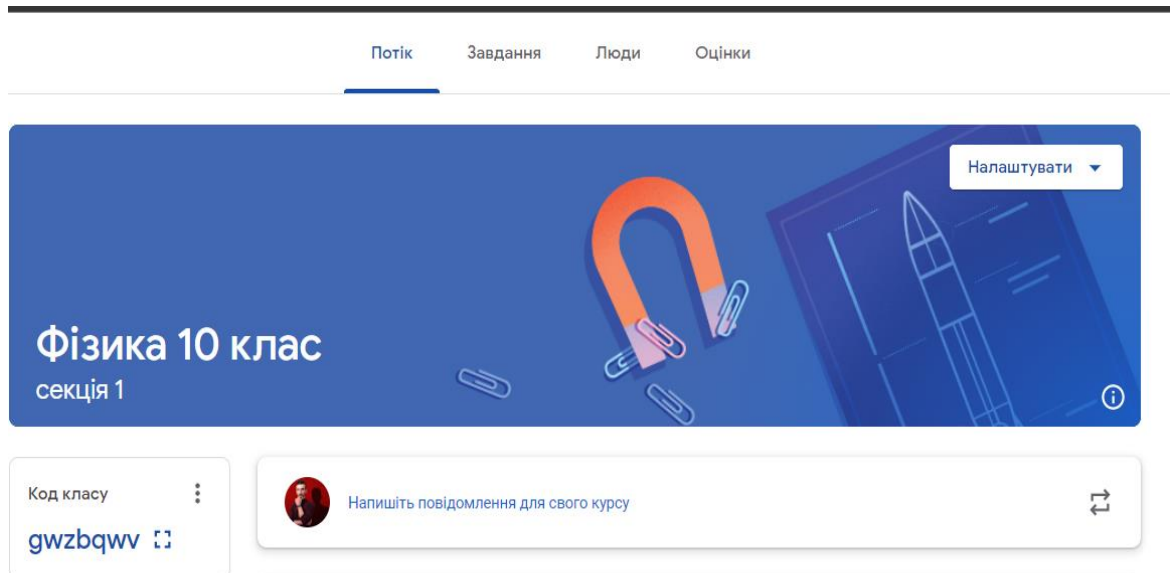 Потік Завдання Люди Оцінки
Налаштувати
Фізика 10 клас
секція 1
Код класу
gwzbqwv
Напишіть повідомлення для свого курсу